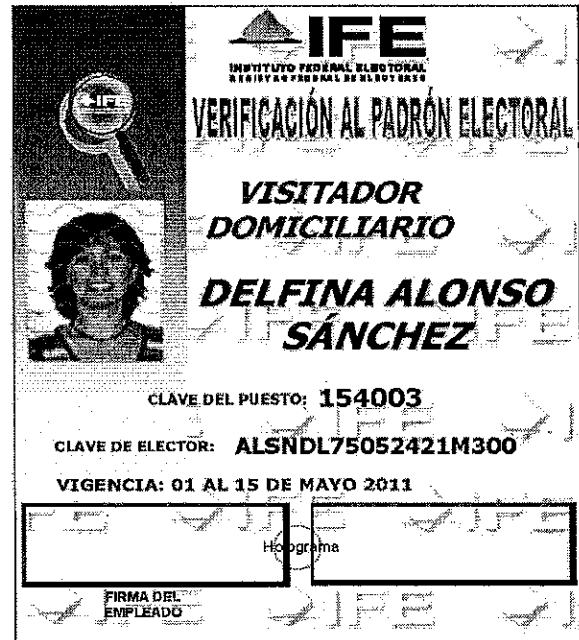 IFE
INSTITUTO FEDERAL ELECTORAL
REGISTRO FEDERAL DE ELECTORES
IFE
VERIFICACIÓN AL PADRÓN ELECTORAL
VISITADOR
DOMICILIARIO
DELFINA ALONSO
SÁNCHEZ
CLAVE DEL PUESTO: 154003
CLAVE DE ELECTOR: ALSNDL75052421M300
VIGENCIA: 01 AL 15 DE MAYO 2011
Holograma
FIRMA DEL
EMPLEADO